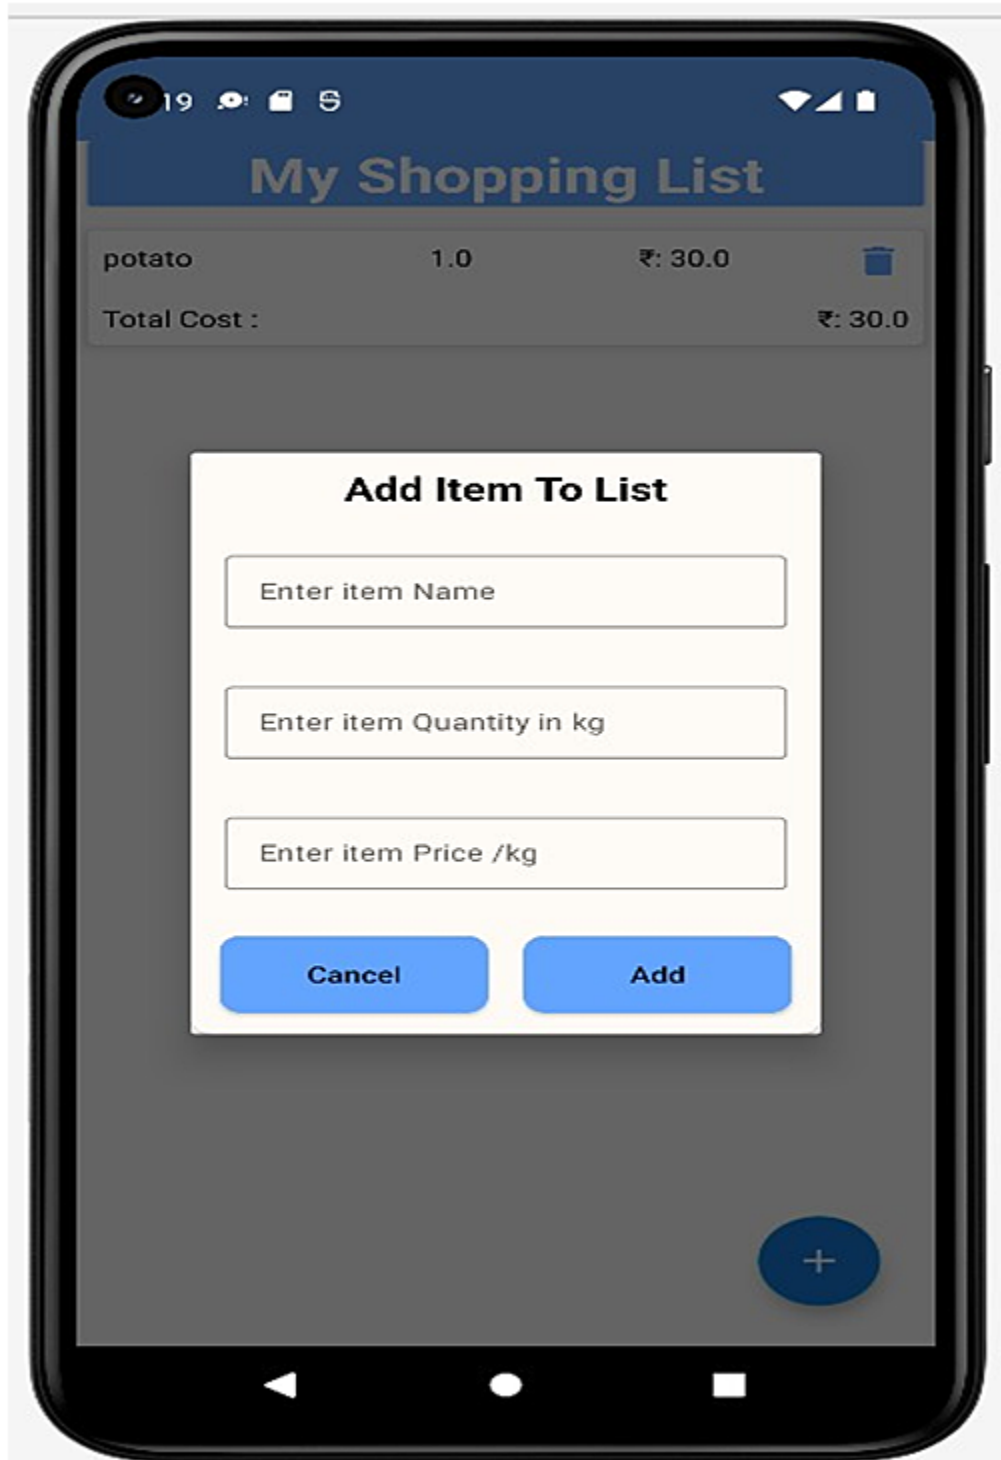 19
My Shopping List
potato 1.0 ₹: 30.0
Total Cost : ₹: 30.0
Add Item To List
Enter item Name
Enter item Quantity in kg
Enter item Price /kg
Cancel Add
+